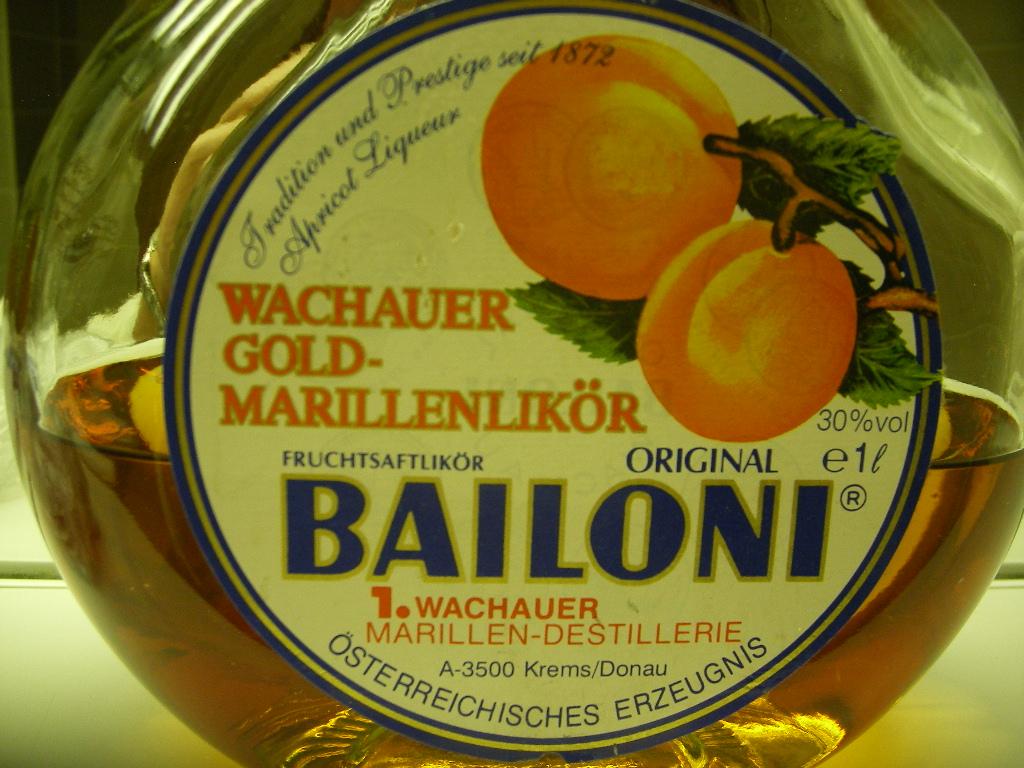 Tradition und Prestige seit 1872
Apricot Liqueur
WACHAUER
GOLD-
MARILLENLIKÖR
30%vol
FRUCHTSAFTLIKÖR ORIGINAL e 1ℓ
BAILONI®
1. WACHAUER
MARILLEN-DESTILLERIE
A-3500 Krems/Donau
ÖSTERREICHISCHES ERZEUGNIS